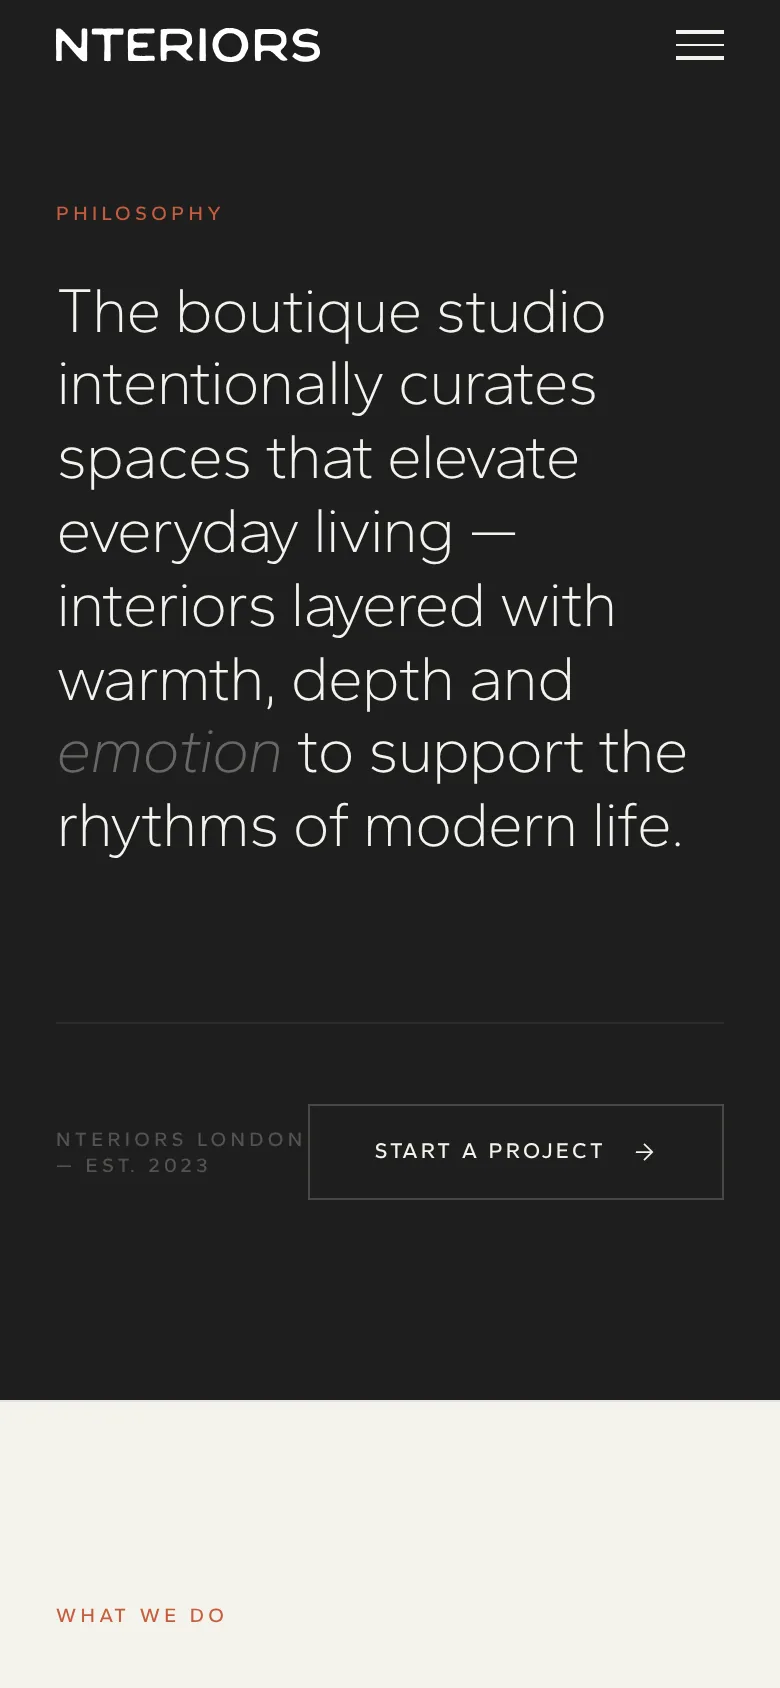 NTERIORS
PHILOSOPHY
The boutique studio
intentionally curates
spaces that elevate
everyday living —
interiors layered with
warmth, depth and
emotion to support the
rhythms of modern life.
NTERIORS LONDON
— EST. 2023
START A PROJECT →
WHAT WE DO